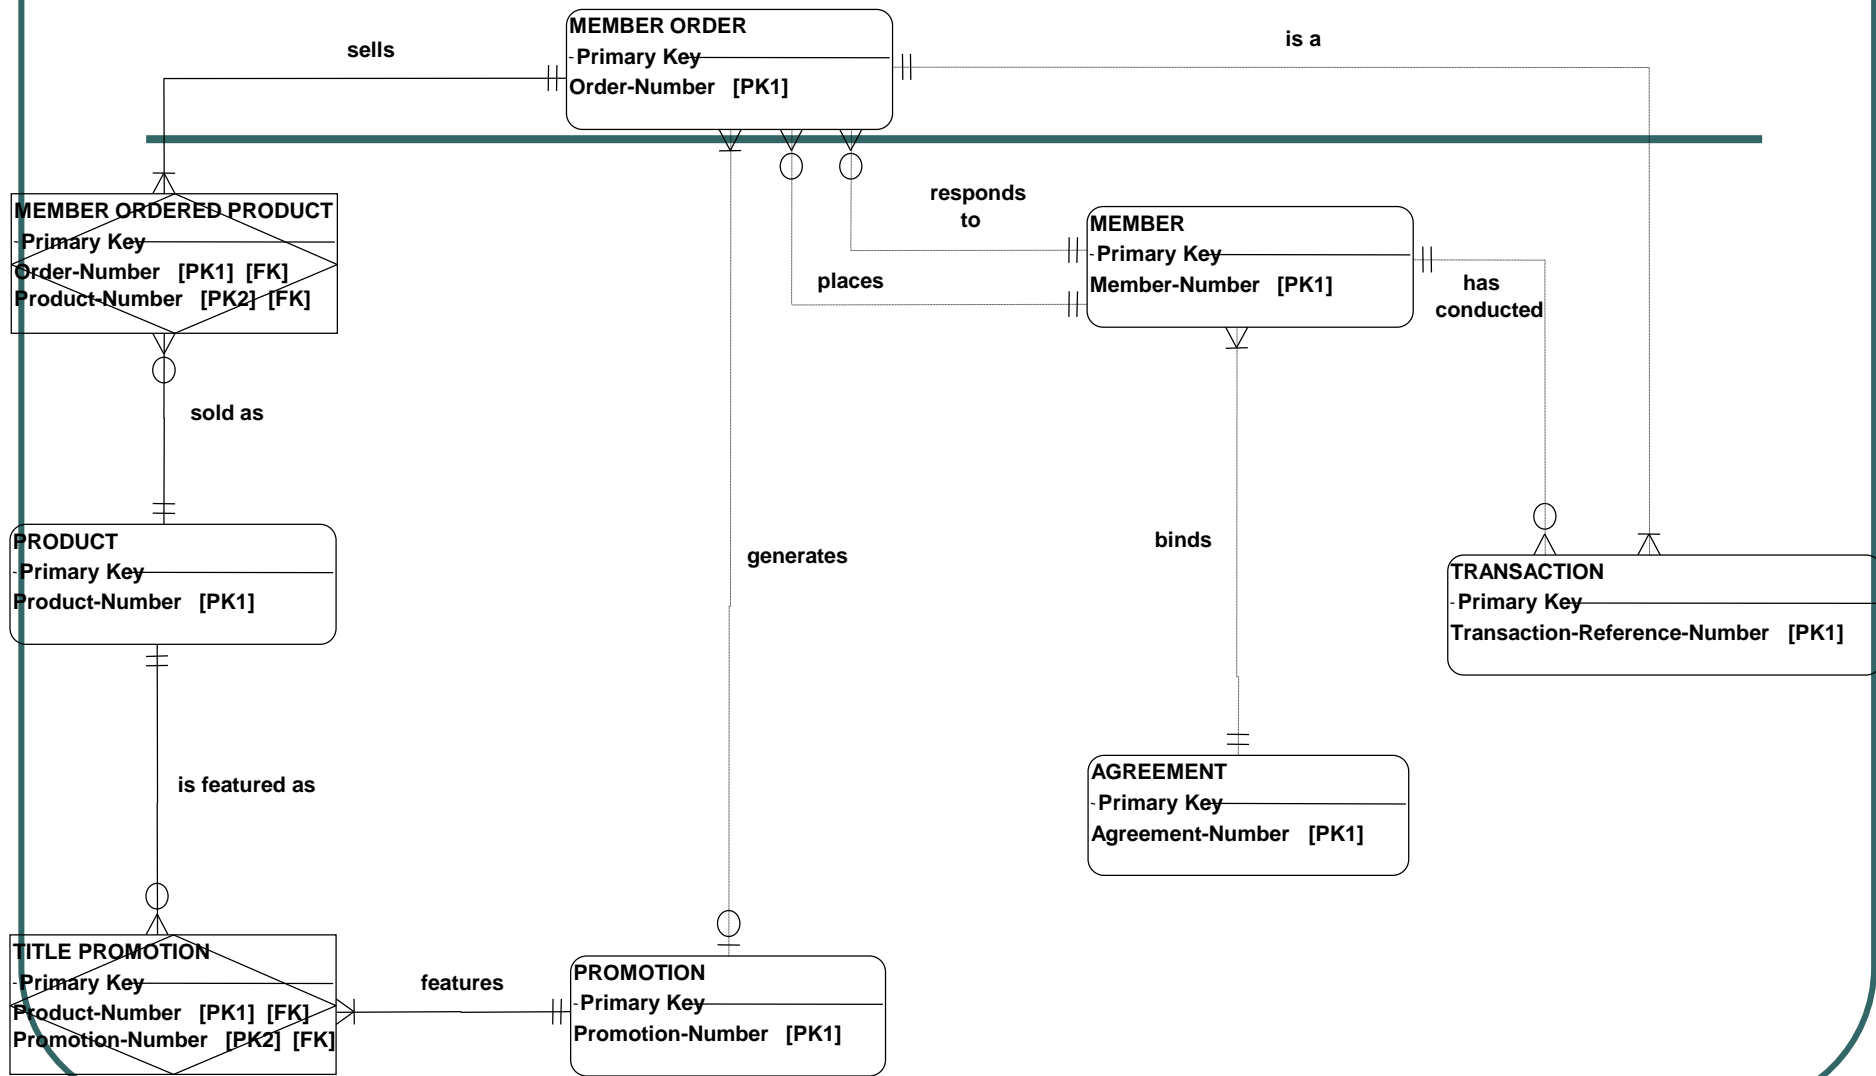 MEMBER ORDER
- Primary Key
Order-Number [PK1]
sells
is a
MEMBER ORDERED PRODUCT
- Primary Key
Order-Number [PK1] [FK]
Product-Number [PK2] [FK]
responds
to
places
MEMBER
- Primary Key
Member-Number [PK1]
has
conducted
sold as
PRODUCT
- Primary Key
Product-Number [PK1]
generates
binds
TRANSACTION
- Primary Key
Transaction-Reference-Number [PK1]
is featured as
AGREEMENT
- Primary Key
Agreement-Number [PK1]
TITLE PROMOTION
- Primary Key
Product-Number [PK1] [FK]
Promotion-Number [PK2] [FK]
features
PROMOTION
- Primary Key
Promotion-Number [PK1]